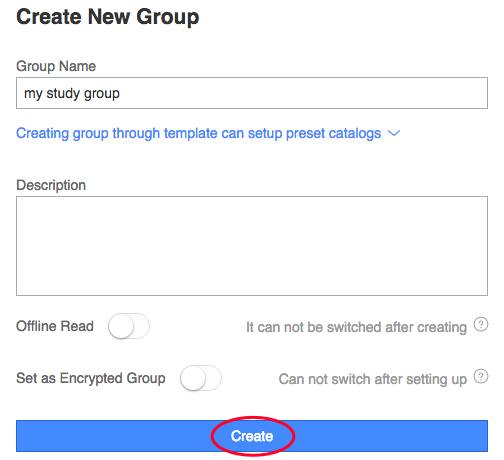 Create New Group
Group Name
my study group
Creating group through template can setup preset catalogs
Description
Offline Read It can not be switched after creating ?
Set as Encrypted Group Can not switch after setting up ?
Create